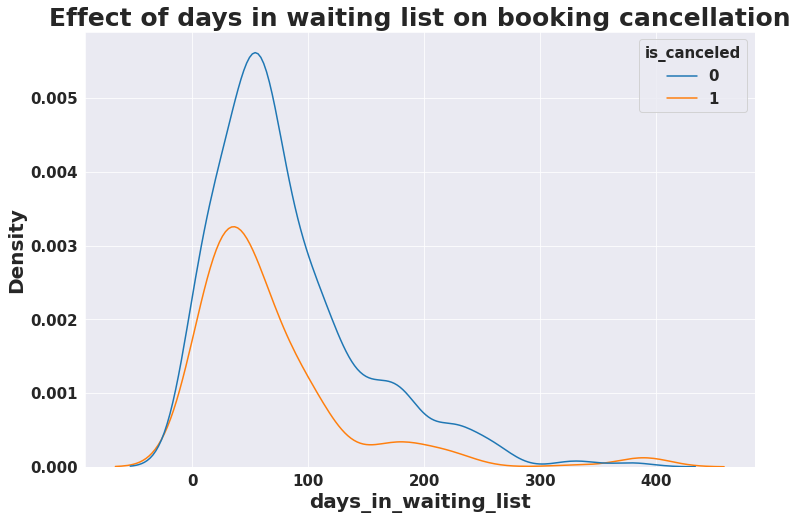 Effect of days in waiting list on booking cancellation
is_canceled
0
1
0.005
0.004
0.003
0.002
0.001
0.000
Density
0 100 200 300 400
days_in_waiting_list